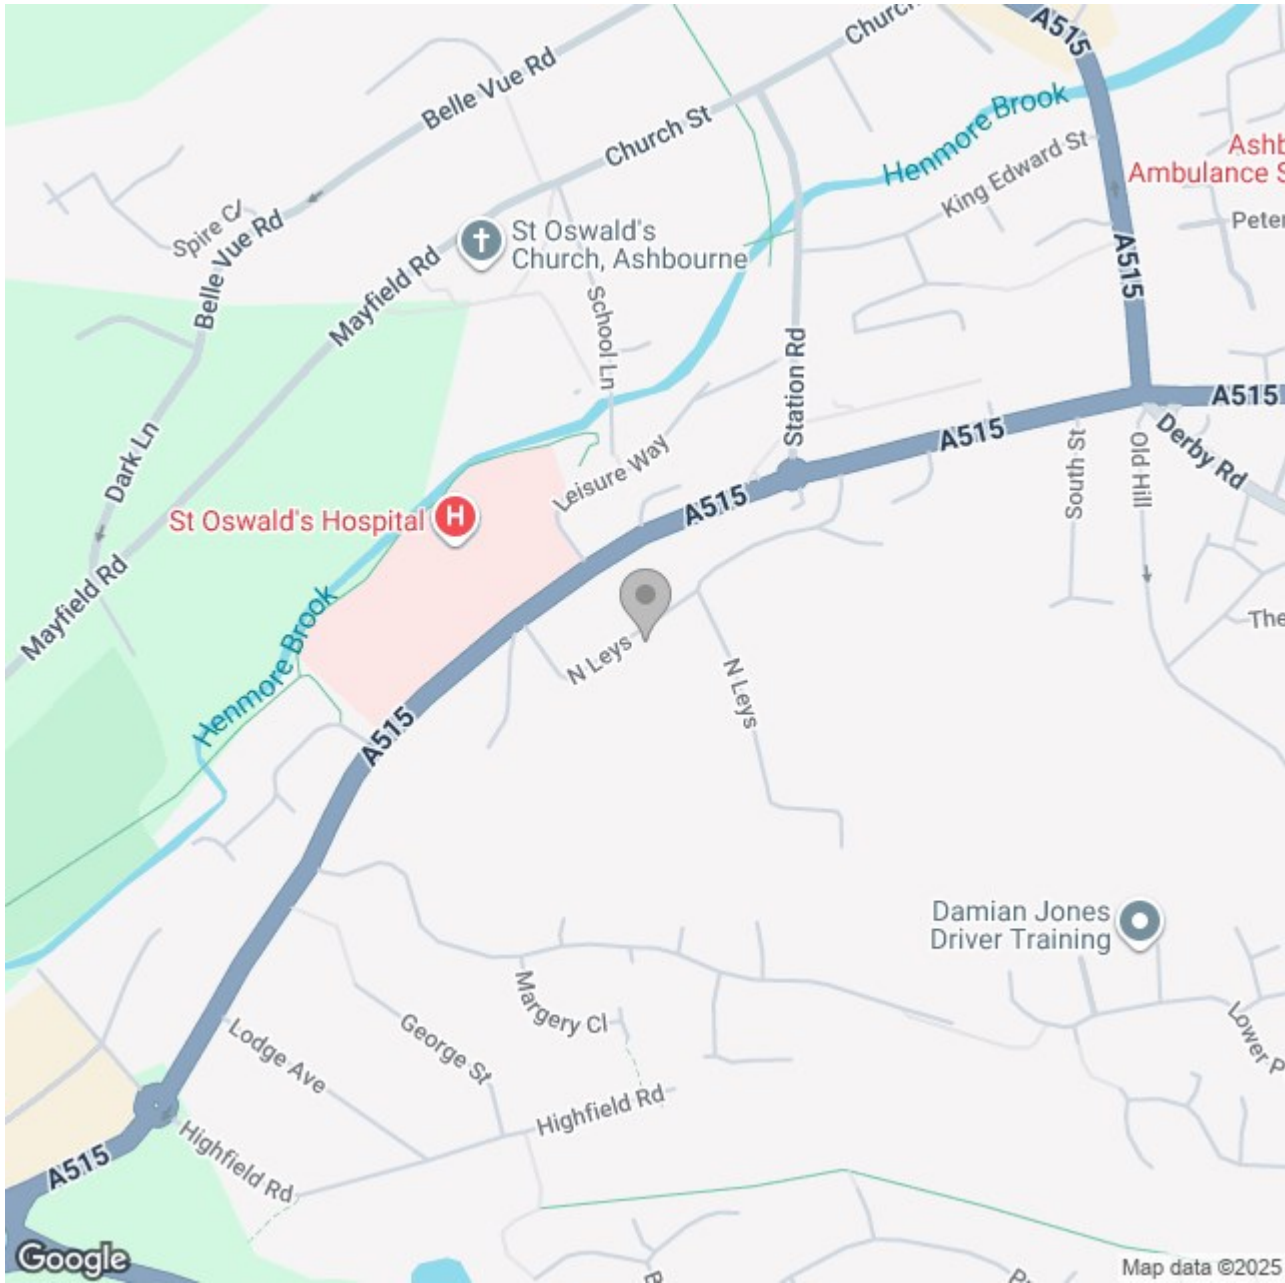 Church
A515
Belle Vue Rd
Church St
Henmore Brook
King Edward St
Ashb
Ambulance S
Peter
Spire Cl
Belle Vue Rd
St Oswald's
Church, Ashbourne
Mayfield Rd
A515
School Ln
Station Rd
A515
A515
Dark Ln
Leisure Way
South St
Old Hill
Derby Rd
A515
St Oswald's Hospital
H
Mayfield Rd
Henmore Brook
N Leys
N Leys
The
A515
Damian Jones
Driver Training
Margery Cl
George St
Lodge Ave
Lower P
Highfield Rd
Highfield Rd
A515
Google
Map data ©2025